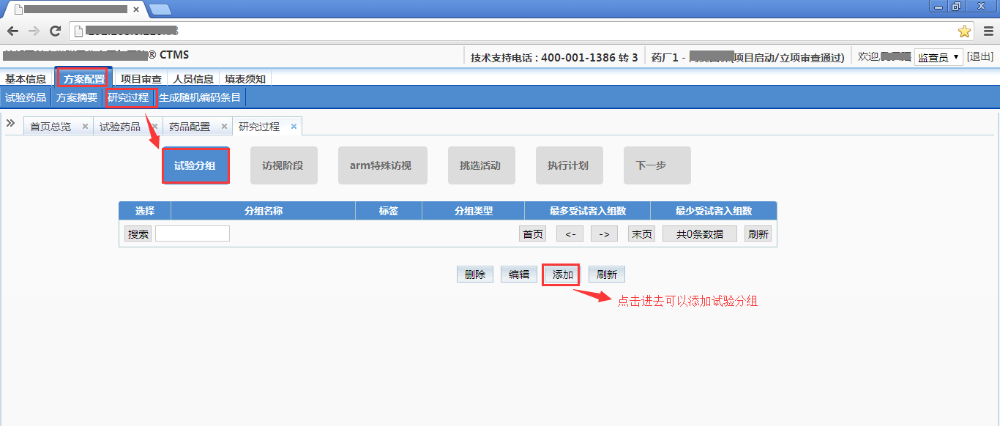 ® CTMS
技术支持电话 : 400-001-1386 转 3
药厂1 -
(项目启动/立项审查通过)
欢迎,
监查员
[退出]
基本信息 方案配置 项目审查 人员信息 填表须知
试验药品 方案摘要 研究过程 生成随机编码条目
首页总览 × 试验药品 × 药品配置 × 研究过程 ×
试验分组 访视阶段 arm特殊访视 挑选活动 执行计划 下一步
选择 分组名称 标签 分组类型 最多受试者入组数 最少受试者入组数
搜索 首页 <- -> 末页 共0条数据 刷新
删除 编辑 添加 刷新
点击进去可以添加试验分组